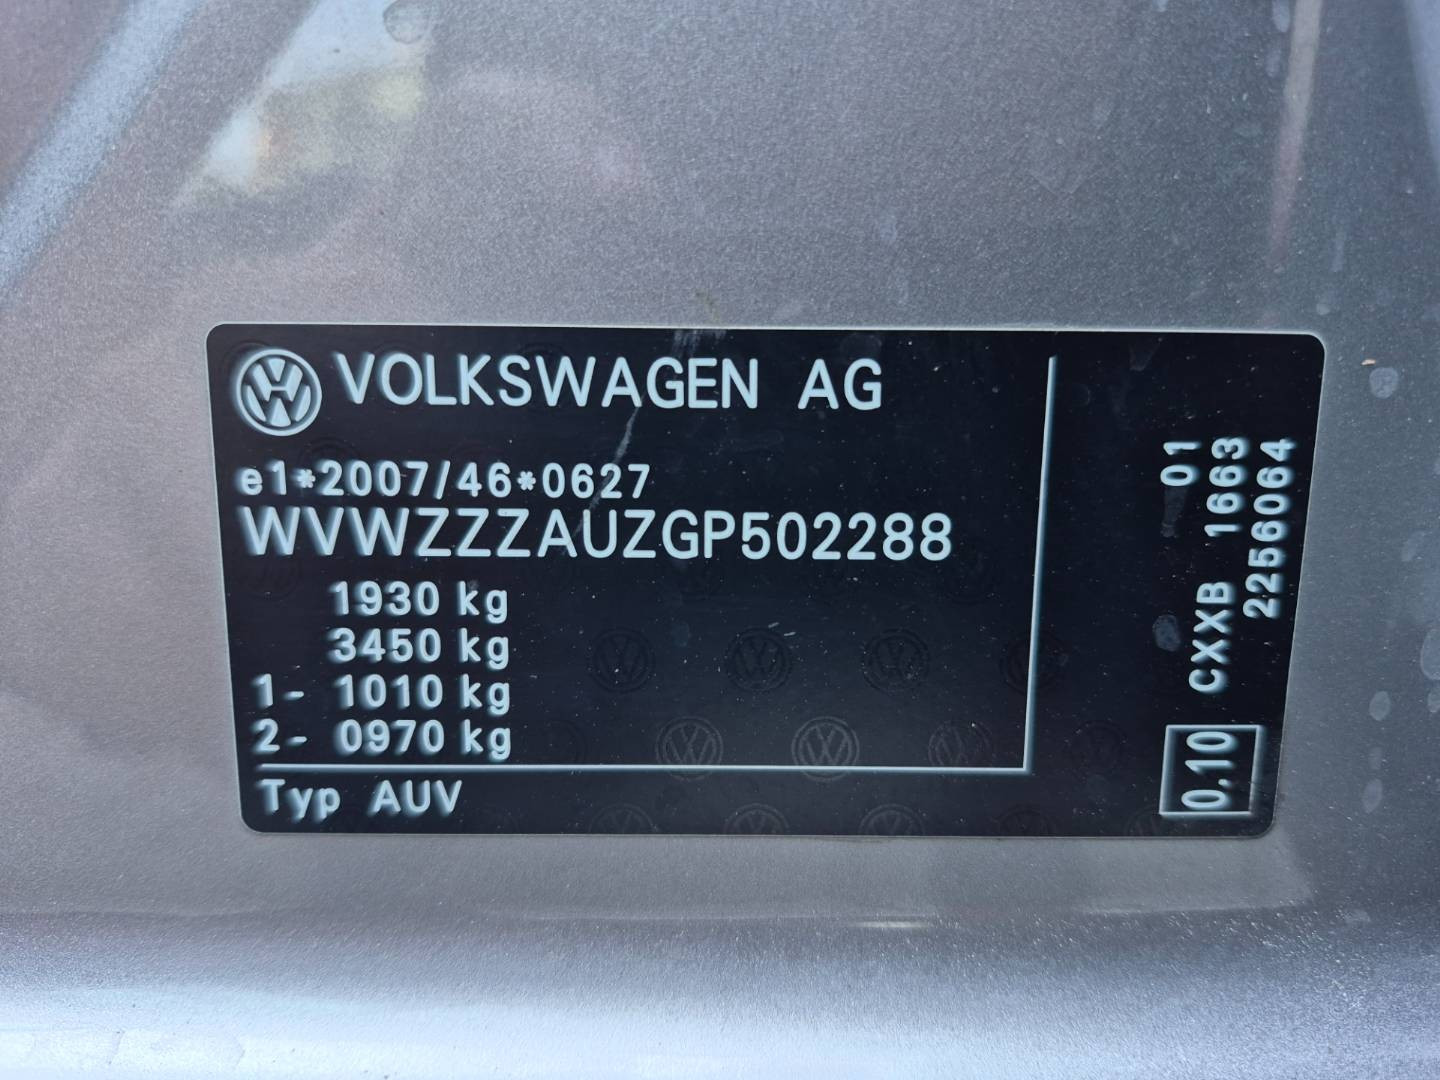 VOLKSWAGEN AG
e1*2007/46*0627
WVWZZZAUZGP502288
1930 kg
3450 kg
1- 1010 kg
2- 0970 kg
Typ AUV
01
CXXB 1663
2256064
0.10